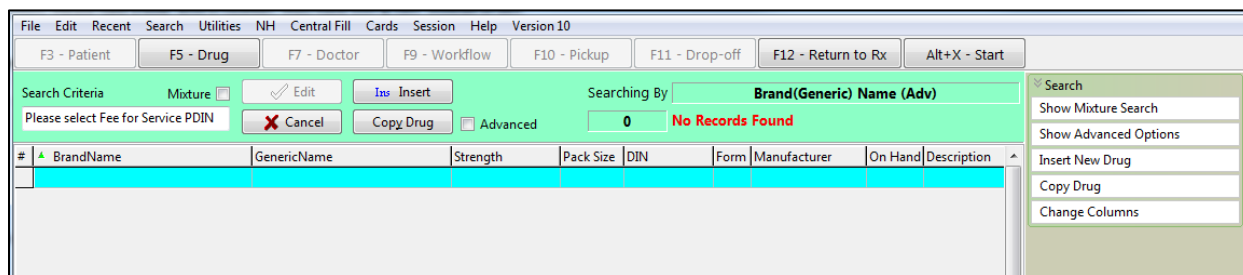 File Edit Recent Search Utilities NH Central Fill Cards Session Help Version 10
F3 - Patient F5 - Drug F7 - Doctor F9 - Workflow F10 - Pickup F11 - Drop-off F12 - Return to Rx Alt+X - Start
Search Criteria Mixture Edit Ins Insert Searching By Brand(Generic) Name (Adv)
Please select Fee for Service PDIN Cancel Copy Drug Advanced 0 No Records Found
# BrandName GenericName Strength Pack Size DIN Form Manufacturer On Hand Description
Search
Show Mixture Search
Show Advanced Options
Insert New Drug
Copy Drug
Change Columns